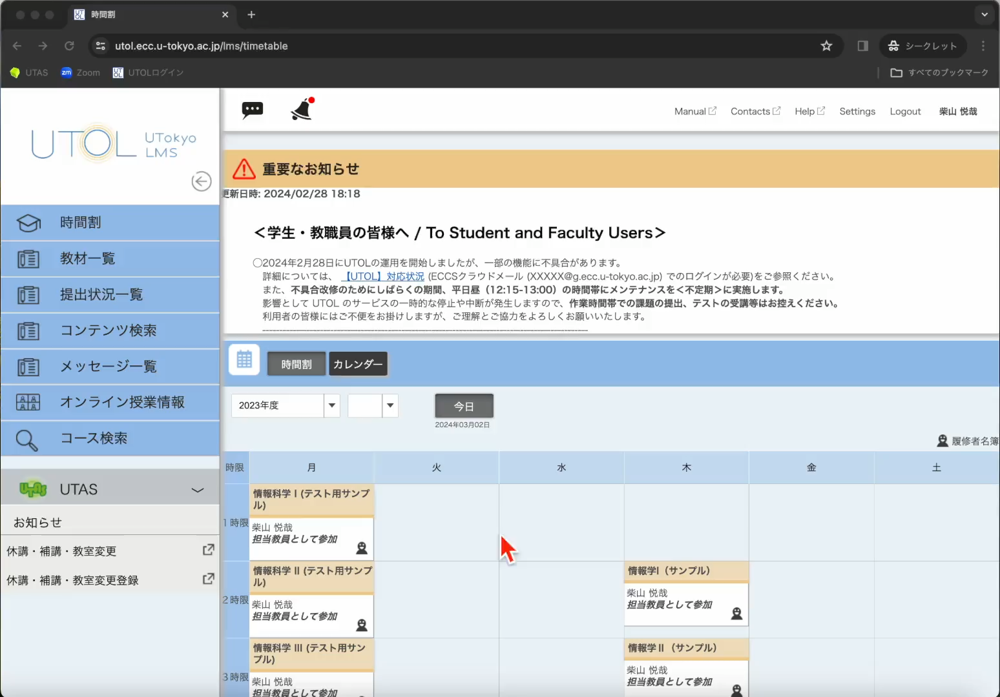 時間割
utol.ecc.u-tokyo.ac.jp/lms/timetable
シークレット
UTAS
Zoom
UTOLログイン
すべてのブックマーク
UTOL UTokyo LMS
Manual
Contacts
Help
Settings
Logout
柴山 悦哉
重要なお知らせ
更新日時: 2024/02/28 18:18
＜学生・教職員の皆様へ / To Student and Faculty Users＞
◯2024年2月28日にUTOLの運用を開始しましたが、一部の機能に不具合があります。
詳細については、 【UTOL】対応状況 (ECCSクラウドメール (XXXXX@g.ecc.u-tokyo.ac.jp) でのログインが必要)をご参照ください。
また、不具合改修のためにしばらくの期間、平日昼（12:15-13:00）の時間帯にメンテナンスを＜不定期＞に実施します。
影響として UTOL のサービスの一時的な停止や中断が発生しますので、作業時間帯での課題の提出、テストの受講等はお控えください。
利用者の皆様にはご不便をお掛けしますが、ご理解とご協力をよろしくお願いいたします。
時間割
教材一覧
提出状況一覧
コンテンツ検索
メッセージ一覧
オンライン授業情報
コース検索
UTAS
お知らせ
休講・補講・教室変更
休講・補講・教室変更登録
時間割
カレンダー
2023年度
今日
2024年03月02日
履修者名簿
時限
月
火
水
木
金
土
1時限
情報科学 I (テスト用サンプル)
柴山 悦哉
担当教員として参加
2時限
情報科学 II (テスト用サンプル)
柴山 悦哉
担当教員として参加
情報学I（サンプル）
柴山 悦哉
担当教員として参加
3時限
情報科学 III (テスト用サンプル)
柴山 悦哉
担当教員として参加
情報学 II （サンプル）
柴山 悦哉
担当教員として参加